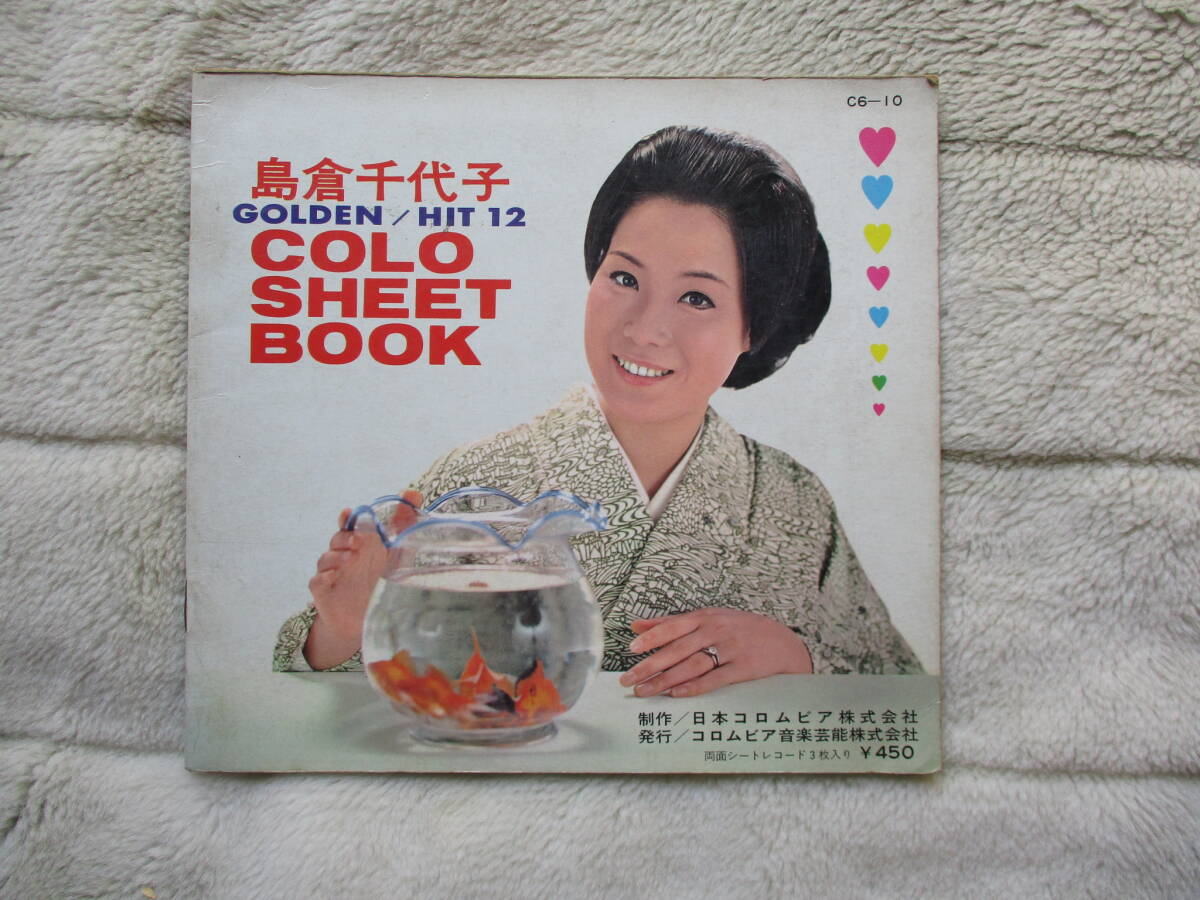 C6-10
島倉千代子
GOLDEN / HIT 12
COLO
SHEET
BOOK
制作/日本コロムビア株式会社
発行/コロムビア音楽芸能株式会社
両面シートレコード3枚入り ¥450